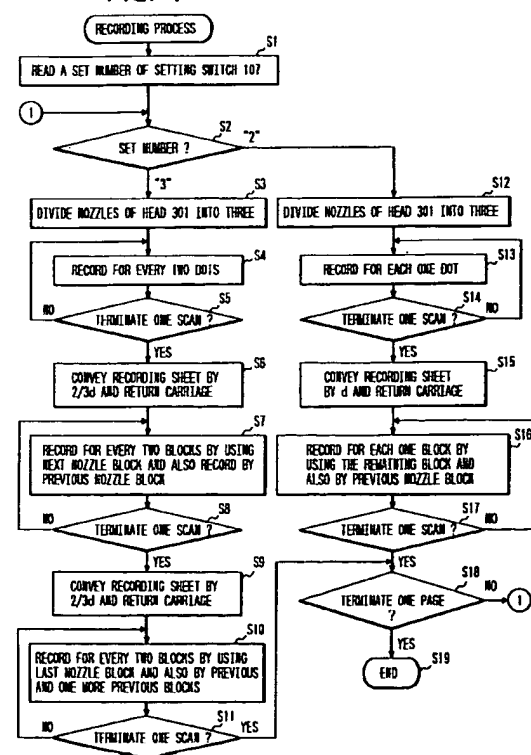 RECORDING PROCESS
S1
READ A SET NUMBER OF SETTING SWITCH 107
1
S2
SET NUMBER ?
"2"
"3"
S3
DIVIDE NOZZLES OF HEAD 301 INTO THREE
S4
RECORD FOR EVERY TWO DOTS
S5
NO
TERMINATE ONE SCAN ?
YES
S6
CONVEY RECORDING SHEET BY
2/3d AND RETURN CARRIAGE
S7
RECORD FOR EVERY TWO BLOCKS BY USING
NEXT NOZZLE BLOCK AND ALSO RECORD BY
PREVIOUS NOZZLE BLOCK
S8
NO
TERMINATE ONE SCAN ?
YES
S9
CONVEY RECORDING SHEET BY
2/3d AND RETURN CARRIAGE
S10
RECORD FOR EVERY TWO BLOCKS BY USING
LAST NOZZLE BLOCK AND ALSO BY PREVIOUS
AND ONE MORE PREVIOUS BLOCKS
S11
NO
TERMINATE ONE SCAN ?
YES
S12
DIVIDE NOZZLES OF HEAD 301 INTO THREE
S13
RECORD FOR EACH ONE DOT
S14
TERMINATE ONE SCAN ?
NO
YES
S15
CONVEY RECORDING SHEET
BY d AND RETURN CARRIAGE
S16
RECORD FOR EACH ONE BLOCK BY
USING THE REMAINING BLOCK AND
ALSO BY PREVIOUS NOZZLE BLOCK
S17
TERMINATE ONE SCAN ?
NO
YES
S18
TERMINATE ONE PAGE
?
NO
1
YES
END
S19